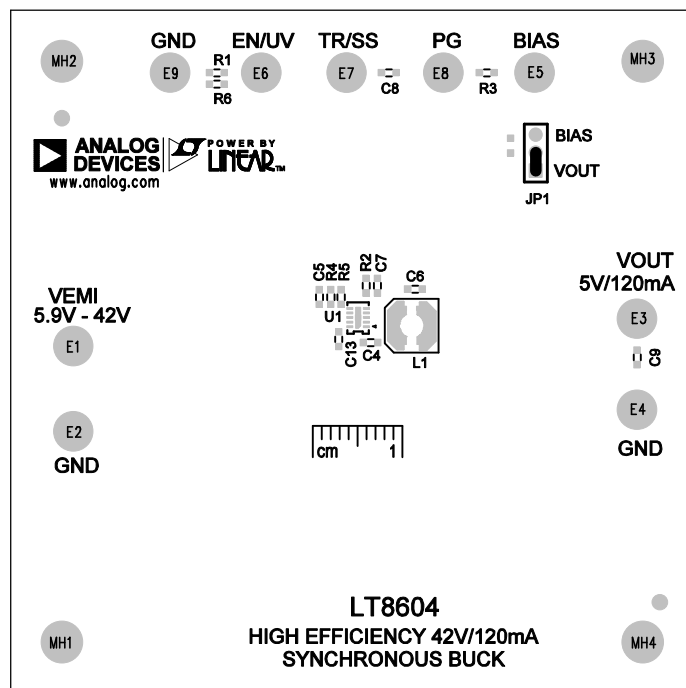 GND EN/UV TR/SS PG BIAS
MH2 E9 R1 E6 E7 E8 E5 MH3
R6 C8 R3
ANALOG DEVICES
www.analog.com
POWER BY
LINEAR™
BIAS
VOUT
JP1
C5 R4 R5 R2 C7 C6
U1
C13 C4 L1
VEMI
5.9V - 42V
E1
E2
GND
VOUT
5V/120mA
E3
C9
E4
GND
cm 1
LT8604
HIGH EFFICIENCY 42V/120mA
SYNCHRONOUS BUCK
MH1 MH4